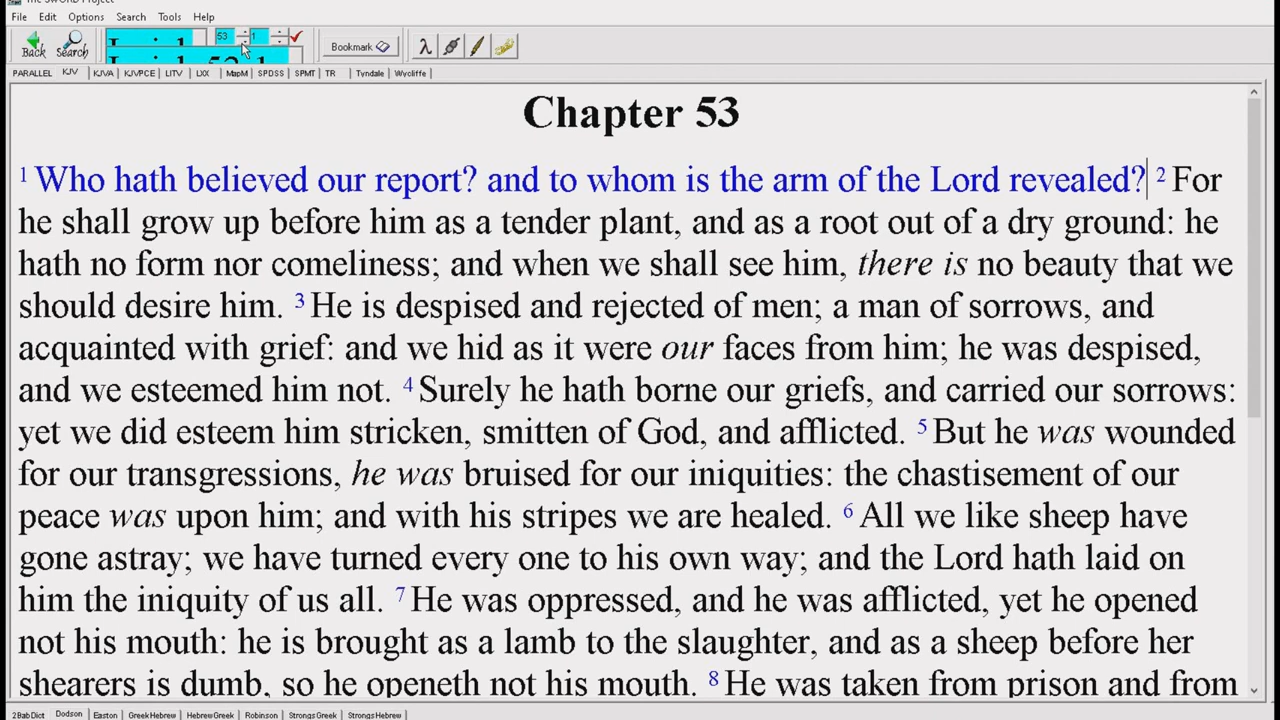 The SWORD Project
File Edit Options Search Tools Help
Back Search 53 1 Bookmark λ
PARALLEL KJV KJVA KJVPCE LITV LXX MapM SPDSS SPMT TR Tyndale Wycliffe
Chapter 53
1 Who hath believed our report? and to whom is the arm of the Lord revealed? 2 For
he shall grow up before him as a tender plant, and as a root out of a dry ground: he
hath no form nor comeliness; and when we shall see him, there is no beauty that we
should desire him. 3 He is despised and rejected of men; a man of sorrows, and
acquainted with grief: and we hid as it were our faces from him; he was despised,
and we esteemed him not. 4 Surely he hath borne our griefs, and carried our sorrows:
yet we did esteem him stricken, smitten of God, and afflicted. 5 But he was wounded
for our transgressions, he was bruised for our iniquities: the chastisement of our
peace was upon him; and with his stripes we are healed. 6 All we like sheep have
gone astray; we have turned every one to his own way; and the Lord hath laid on
him the iniquity of us all. 7 He was oppressed, and he was afflicted, yet he opened
not his mouth: he is brought as a lamb to the slaughter, and as a sheep before her
shearers is dumb, so he openeth not his mouth. 8 He was taken from prison and from
2BabDict Dodson Easton GreekHebrew HebrewGreek Robinson StrongsGreek StrongsHebrew